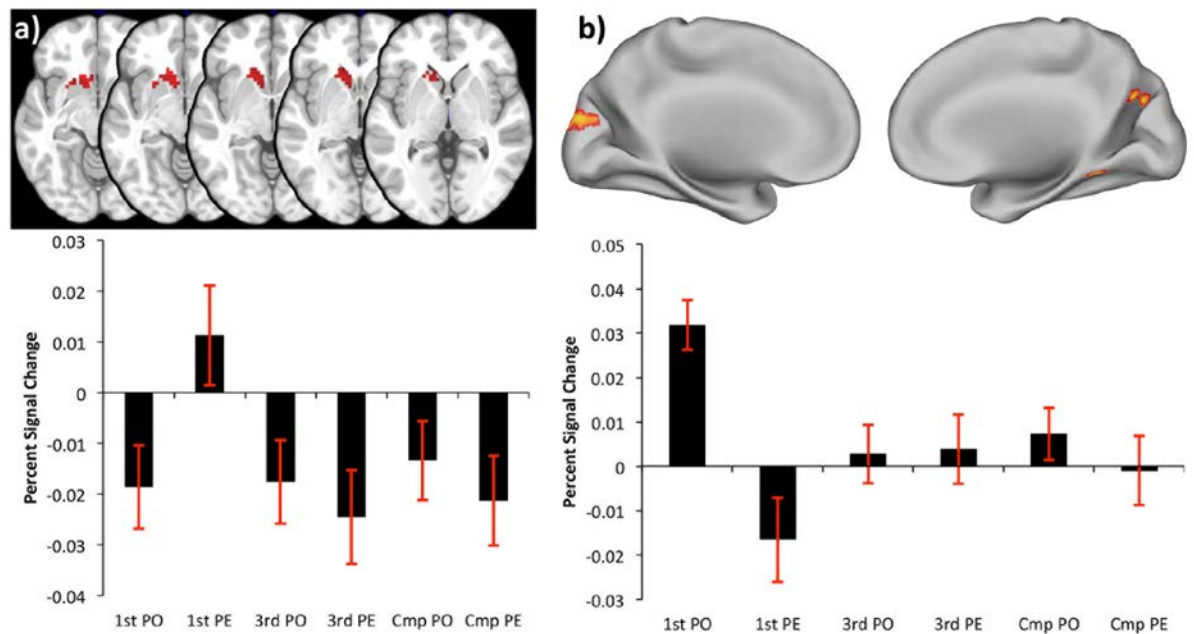 a)
b)
0.03
0.02
0.01
0
-0.01
-0.02
-0.03
-0.04
Percent Signal Change
1st PO 1st PE 3rd PO 3rd PE Cmp PO Cmp PE
0.05
0.04
0.03
0.02
0.01
0
-0.01
-0.02
-0.03
Percent Signal Change
1st PO 1st PE 3rd PO 3rd PE Cmp PO Cmp PE